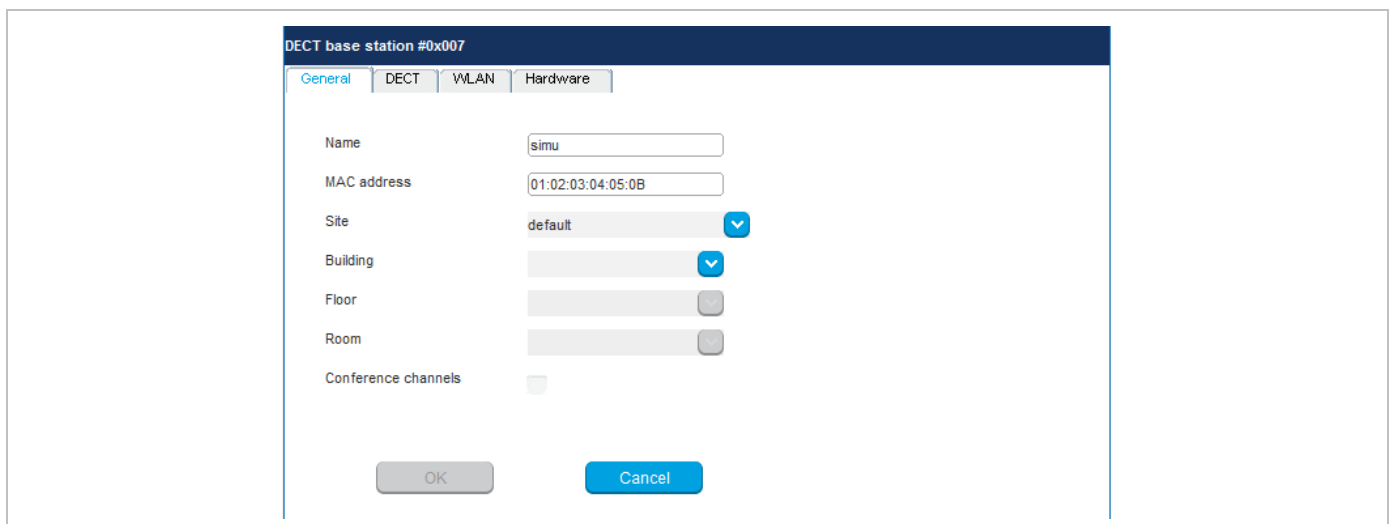 DECT base station #0x007
General DECT WLAN Hardware
Name simu
MAC address 01:02:03:04:05:0B
Site default
Building
Floor
Room
Conference channels
OK Cancel